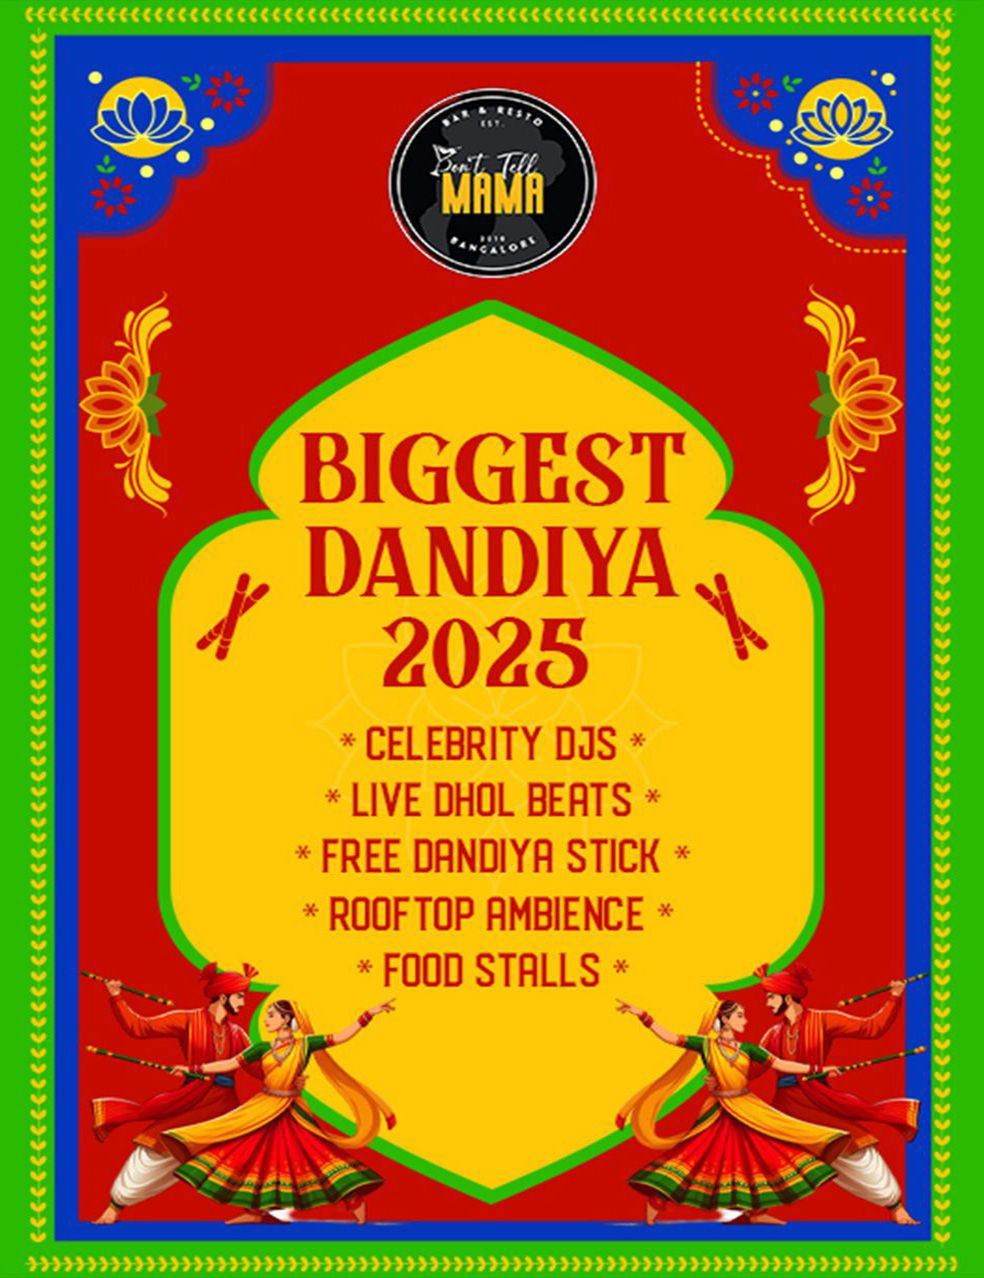 BAR & RESTO
EST.
Don't Tell
MAMA
BANGALORE
BIGGEST
DANDIYA
2025
* CELEBRITY DJS *
* LIVE DHOL BEATS *
* FREE DANDIYA STICK *
* ROOFTOP AMBIENCE *
* FOOD STALLS *